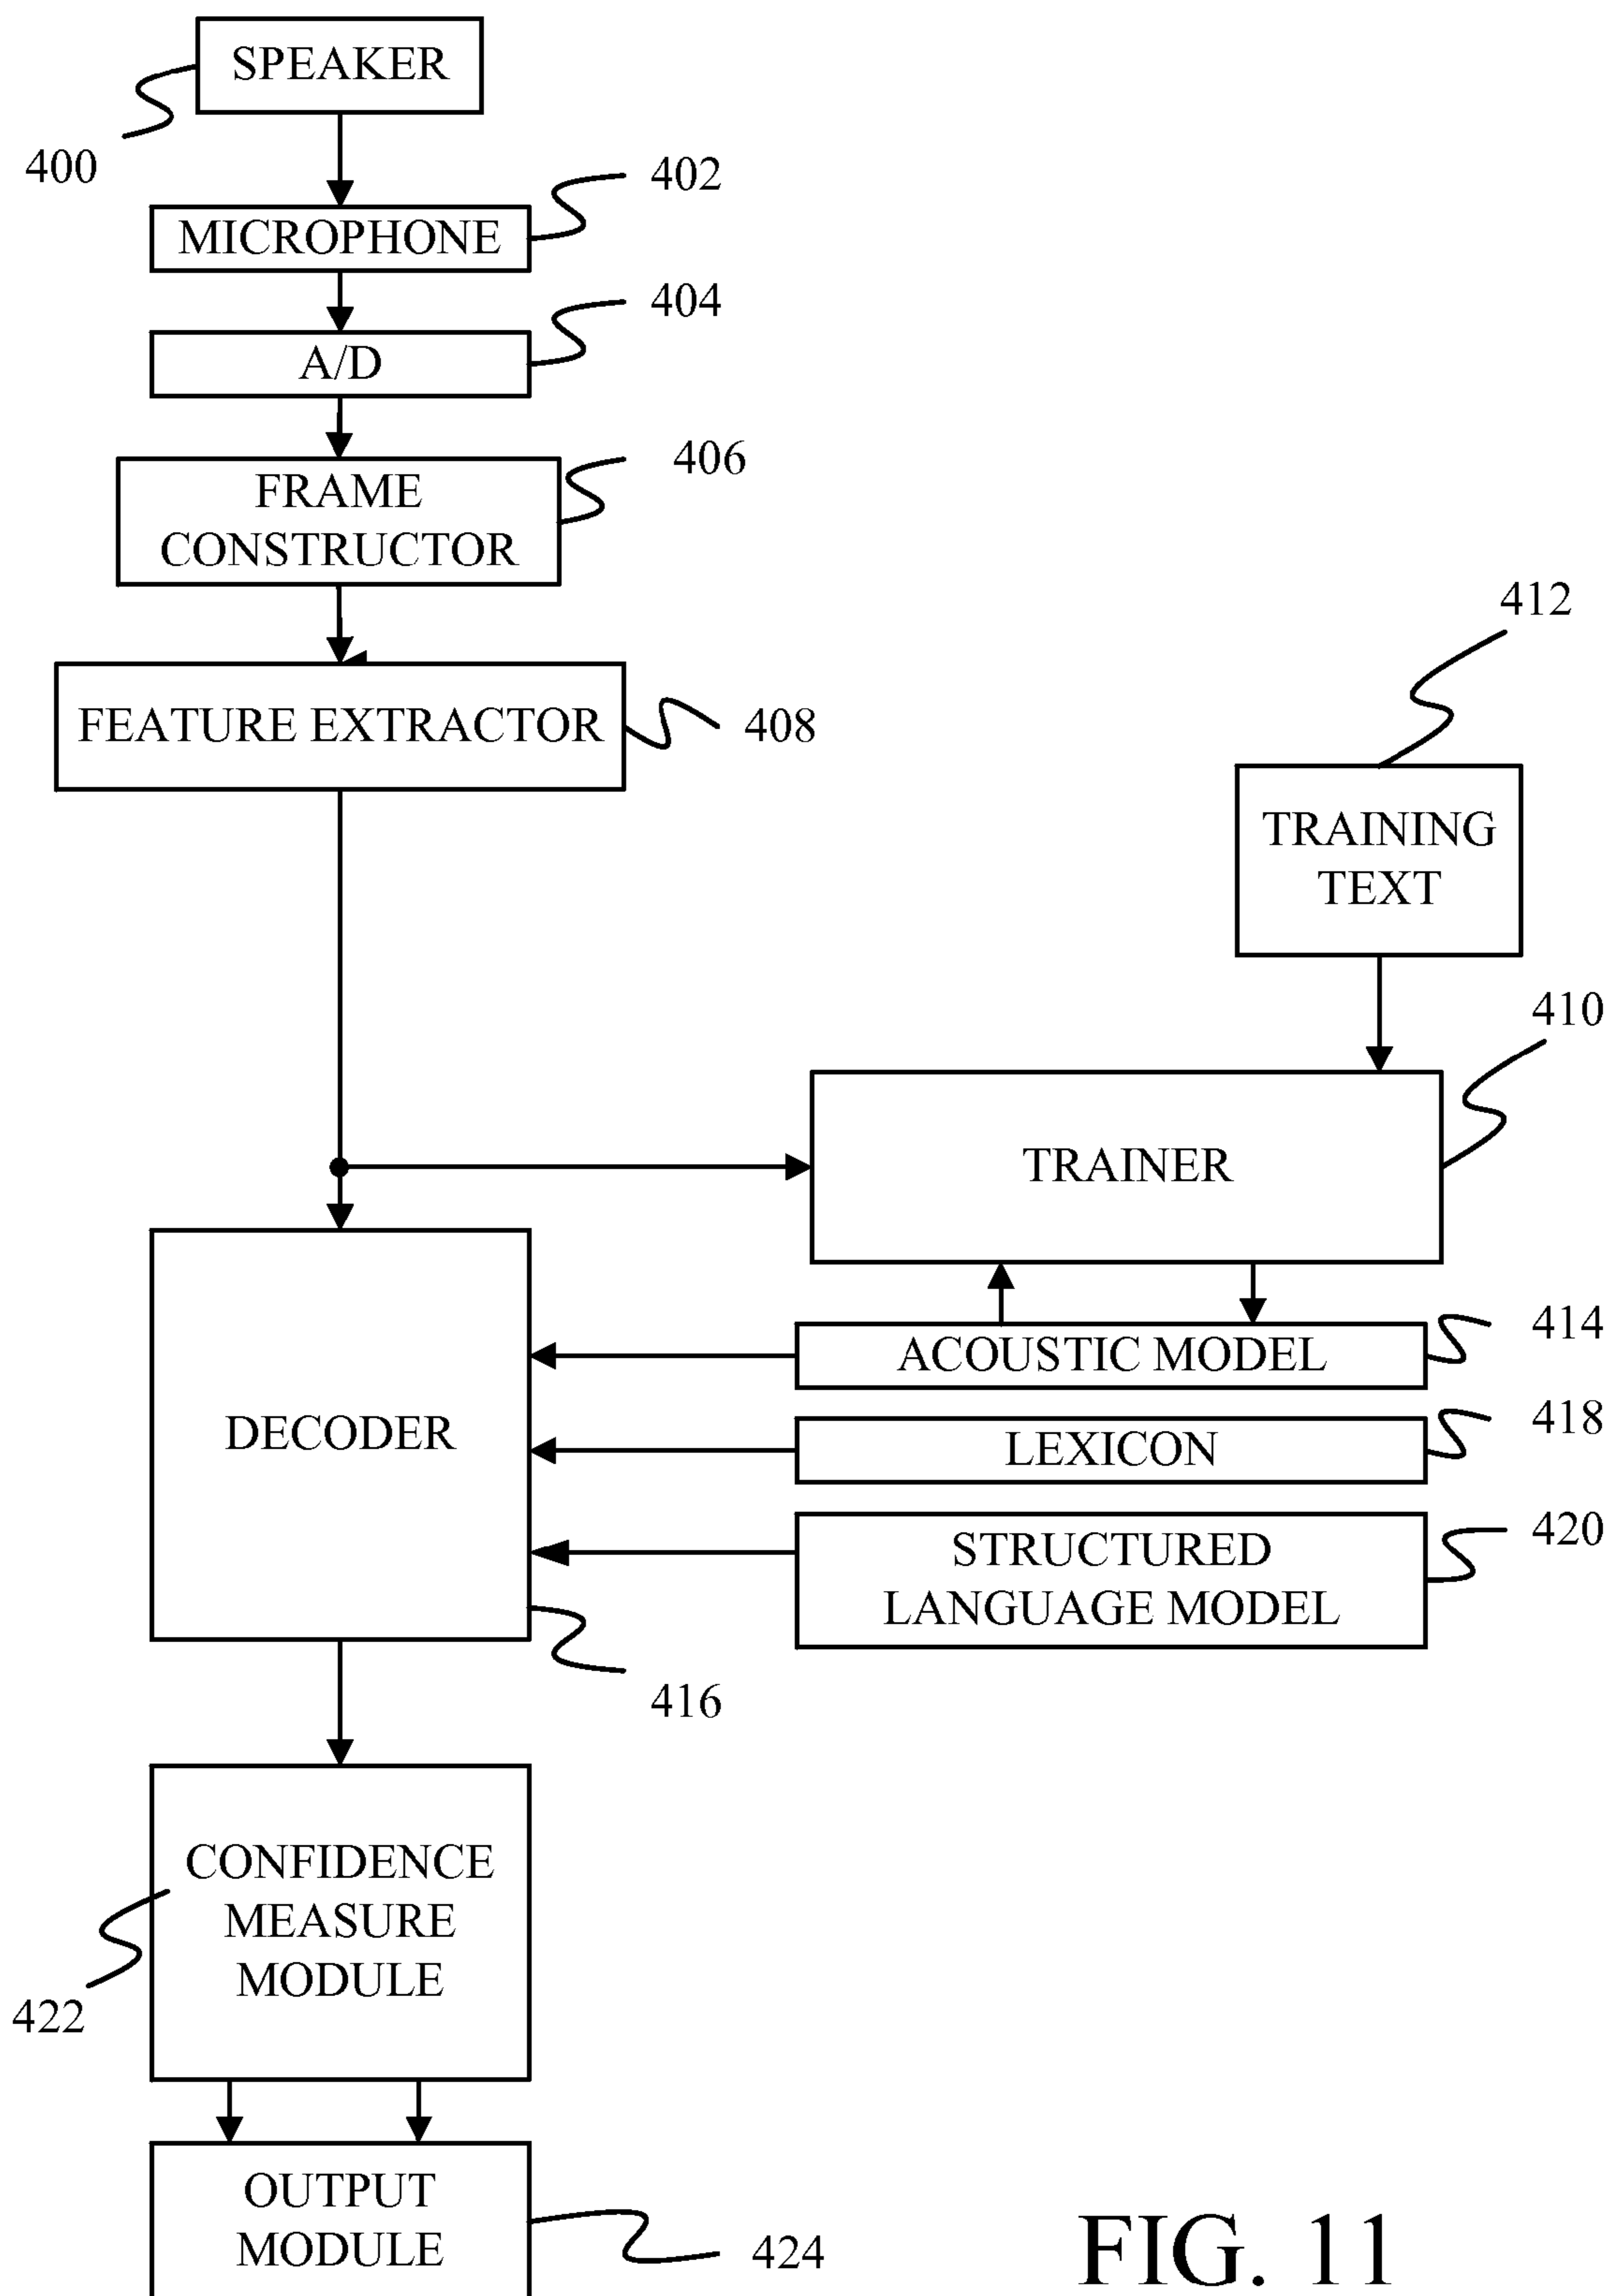 SPEAKER
400
402
MICROPHONE
404
A/D
406
FRAME
CONSTRUCTOR
412
FEATURE EXTRACTOR
408
TRAINING
TEXT
410
TRAINER
414
ACOUSTIC MODEL
418
DECODER
LEXICON
420
STRUCTURED
LANGUAGE MODEL
416
CONFIDENCE
MEASURE
MODULE
422
OUTPUT
MODULE
424
FIG. 11